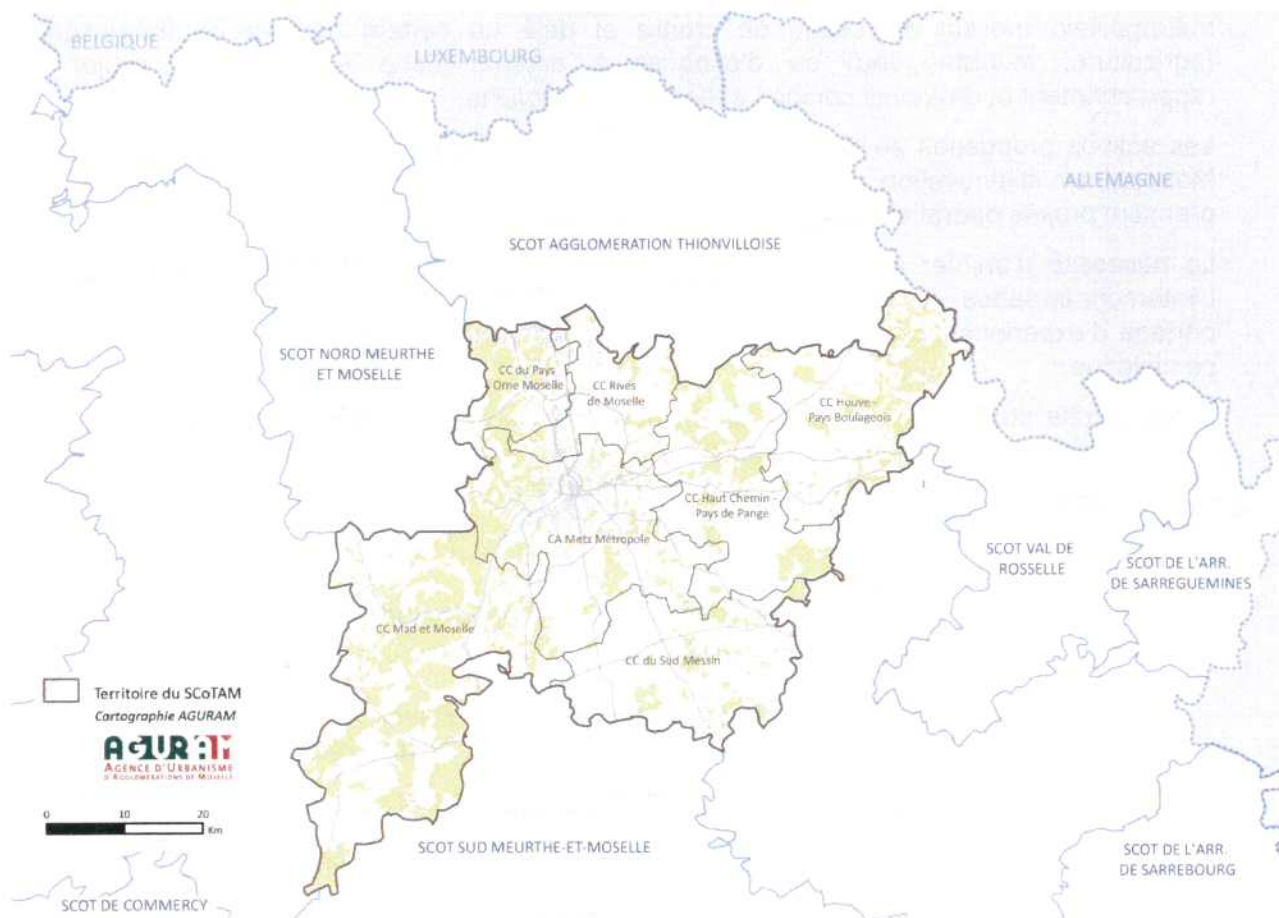 BELGIQUE
LUXEMBOURG
ALLEMAGNE
SCOT AGGLOMERATION THIONVILLOISE
SCOT NORD MEURTHE
ET MOSELLE
CC du Pays
Orne Moselle
CC Rives
de Moselle
CC Houve -
Pays Boulageois
CC Haut Chemin -
Pays de Pange
CA Metz Métropole
SCOT VAL DE
ROSSELLE
SCOT DE L'ARR.
DE SARREGUEMINES
CC Mad et Moselle
CC du Sud Messin
Territoire du SCoTAM
Cartographie AGURAM
AGURAM
AGENCE D'URBANISME
D'AGGLOMÉRATIONS DE MOSELLE
0 10 20
Km
SCOT SUD MEURTHE-ET-MOSELLE
SCOT DE L'ARR.
DE SARREBOURG
SCOT DE COMMERCY